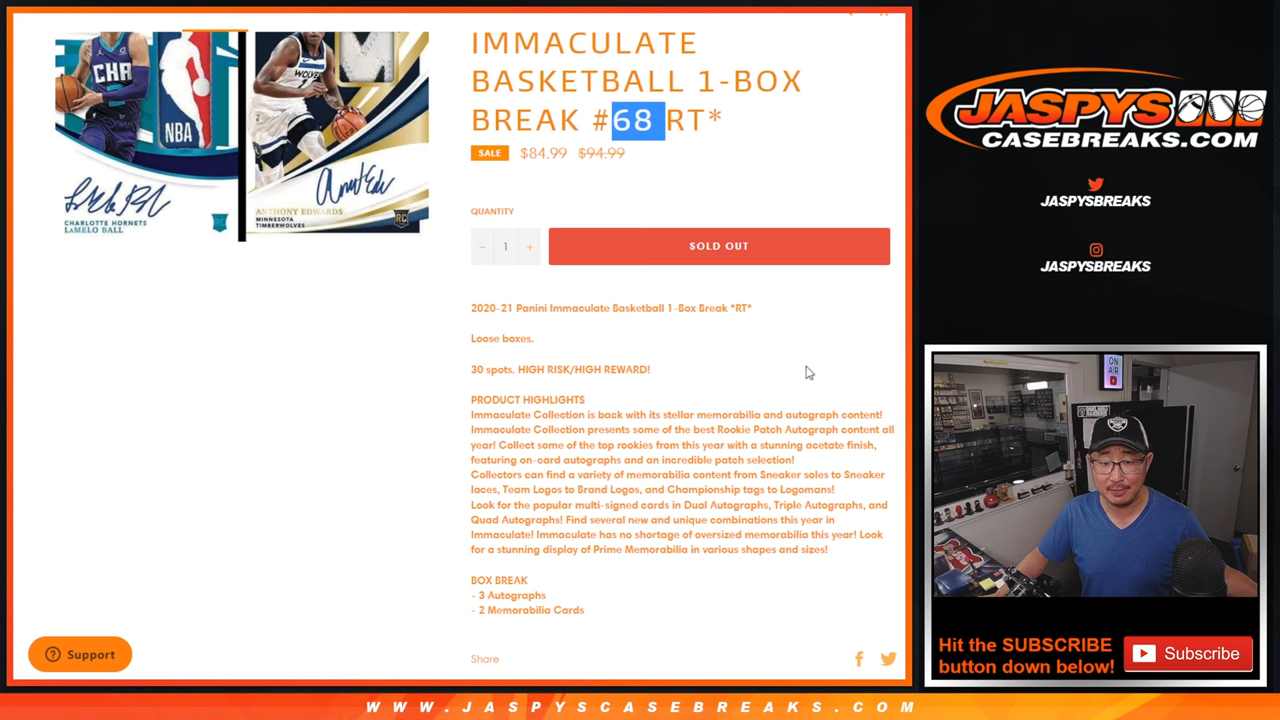 IMMACULATE
BASKETBALL 1-BOX
BREAK #68 RT*
SALE $84.99 $94.99
QUANTITY
− 1 +
SOLD OUT
2020-21 Panini Immaculate Basketball 1-Box Break *RT*
Loose boxes.
30 spots. HIGH RISK/HIGH REWARD!
PRODUCT HIGHLIGHTS
Immaculate Collection is back with its stellar memorabilia and autograph content!
Immaculate Collection presents some of the best Rookie Patch Autograph content all
year! Collect some of the top rookies from this year with a stunning acetate finish,
featuring on-card autographs and an incredible patch selection!
Collectors can find a variety of memorabilia content from Sneaker soles to Sneaker
laces, Team Logos to Brand Logos, and Championship tags to Logomans!
Look for the popular multi-signed cards in Dual Autographs, Triple Autographs, and
Quad Autographs! Find several new and unique combinations this year in
Immaculate! Immaculate has no shortage of oversized memorabilia this year! Look
for a stunning display of Prime Memorabilia in various shapes and sizes!
BOX BREAK
- 3 Autographs
- 2 Memorabilia Cards
Share
Support
CHA
NBA
CHARLOTTE HORNETS
LaMELO BALL
RC
WOLVES
ANTHONY EDWARDS
MINNESOTA
TIMBERWOLVES
RC
JASPYS
CASEBREAKS.COM
JASPYSBREAKS
JASPYSBREAKS
ON
AIR
Hit the SUBSCRIBE
button down below!
Subscribe
WWW.JASPYSCASEBREAKS.COM